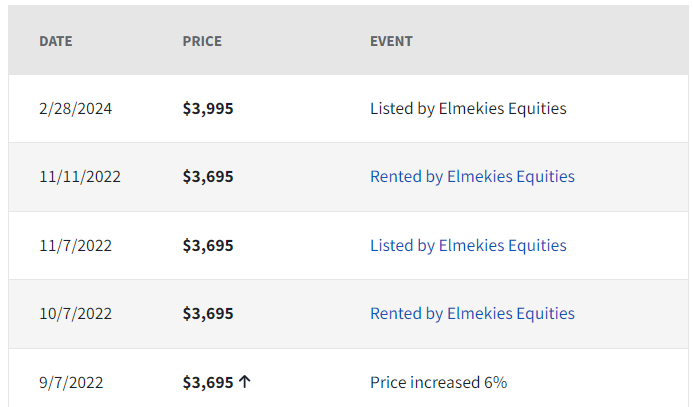 DATE PRICE EVENT
2/28/2024 $3,995 Listed by Elmekies Equities
11/11/2022 $3,695 Rented by Elmekies Equities
11/7/2022 $3,695 Listed by Elmekies Equities
10/7/2022 $3,695 Rented by Elmekies Equities
9/7/2022 $3,695 ↑ Price increased 6%